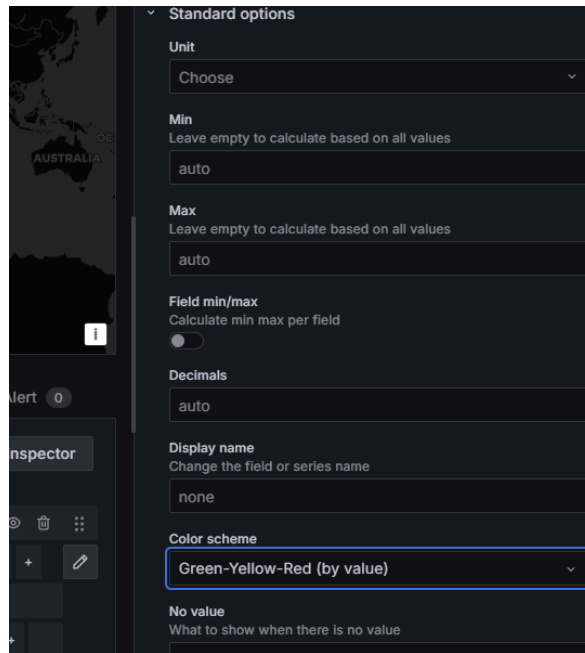 Standard options
Unit
Choose
Min
Leave empty to calculate based on all values
auto
Max
Leave empty to calculate based on all values
auto
Field min/max
Calculate min max per field
Decimals
auto
Display name
Change the field or series name
none
Color scheme
Green-Yellow-Red (by value)
No value
What to show when there is no value
OC
AUSTRALIA
i
Alert 0
nspector
+
+